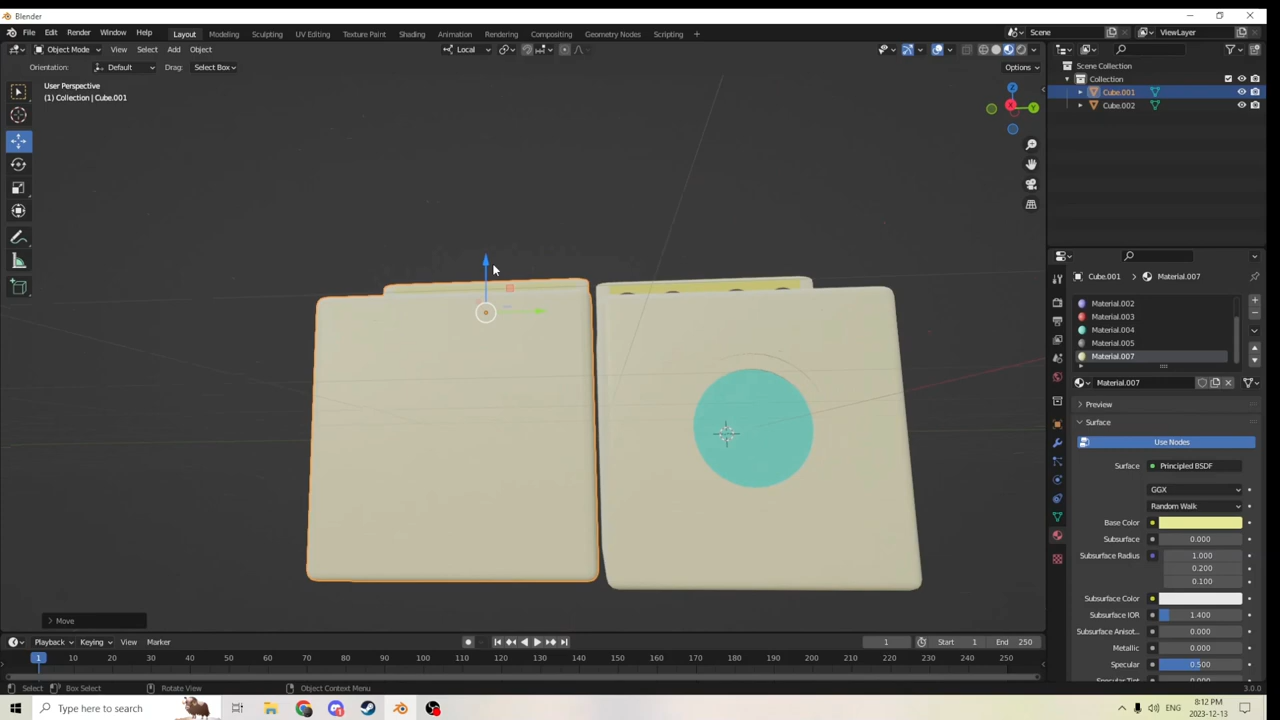 Blender
File Edit Render Window Help Layout Modeling Sculpting UV Editing Texture Paint Shading Animation Rendering Compositing Geometry Nodes Scripting + Scene ViewLayer
Object Mode View Select Add Object Local
Orientation: Default Drag: Select Box Options
User Perspective
(1) Collection | Cube.001
Z
Y
X
Scene Collection
Collection
Cube.001
Cube.002
Cube.001 Material.007
Material.002
Material.003
Material.004
Material.005
Material.007
Material.007
Preview
Surface
Use Nodes
Surface Principled BSDF
GGX
Random Walk
Base Color
Subsurface 0.000
Subsurface Radius 1.000
0.200
0.100
Subsurface Color
Subsurface IOR 1.400
Subsurface Anisot... 0.000
Metallic 0.000
Specular 0.500
Specular Tint 0.000
Move
Playback Keying View Marker 1 Start 1 End 250
1 10 20 30 40 50 60 70 80 90 100 110 120 130 140 150 160 170 180 190 200 210 220 230 240 250
Select Box Select Rotate View Object Context Menu 3.0.0
Type here to search ENG 8:12 PM
2023-12-13